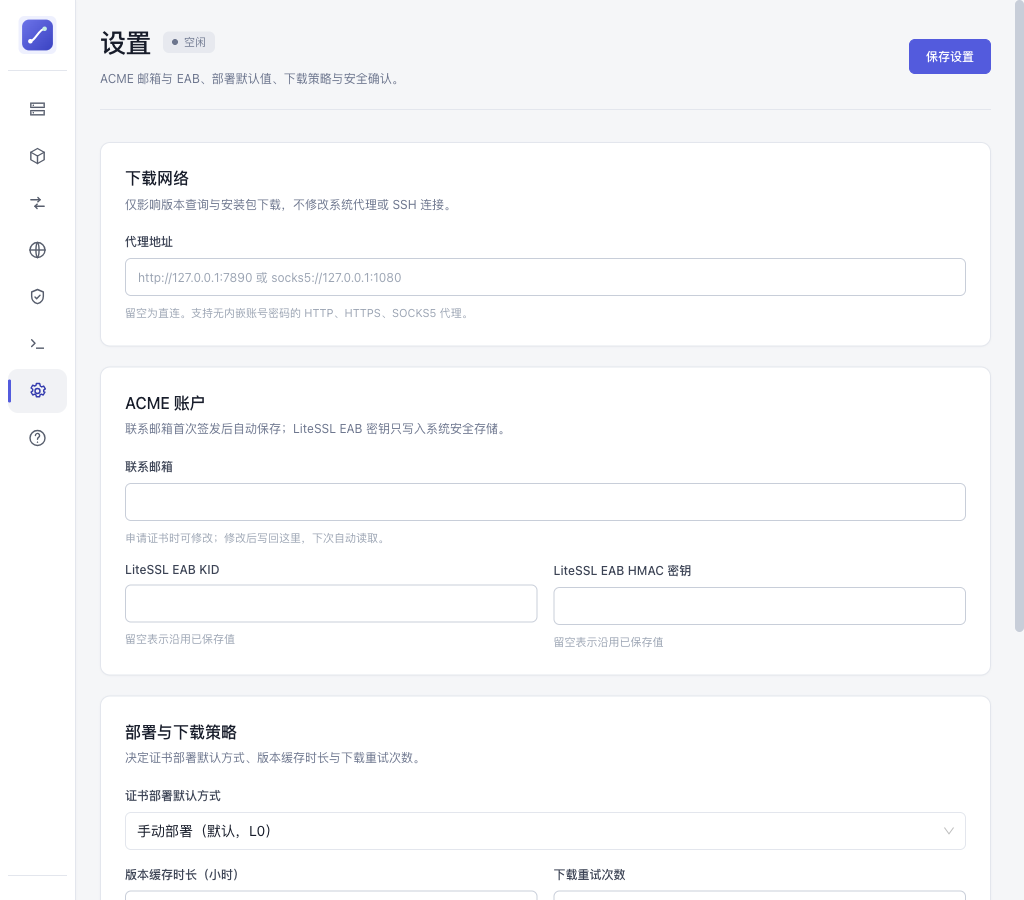 设置
空闲
保存设置
ACME 邮箱与 EAB、部署默认值、下载策略与安全确认。
下载网络
仅影响版本查询与安装包下载，不修改系统代理或 SSH 连接。
代理地址
http://127.0.0.1:7890 或 socks5://127.0.0.1:1080
留空为直连。支持无内嵌账号密码的 HTTP、HTTPS、SOCKS5 代理。
ACME 账户
联系邮箱首次签发后自动保存；LiteSSL EAB 密钥只写入系统安全存储。
联系邮箱
申请证书时可修改；修改后写回这里，下次自动读取。
LiteSSL EAB KID
LiteSSL EAB HMAC 密钥
留空表示沿用已保存值
留空表示沿用已保存值
部署与下载策略
决定证书部署默认方式、版本缓存时长与下载重试次数。
证书部署默认方式
手动部署（默认，L0）
版本缓存时长（小时）
下载重试次数